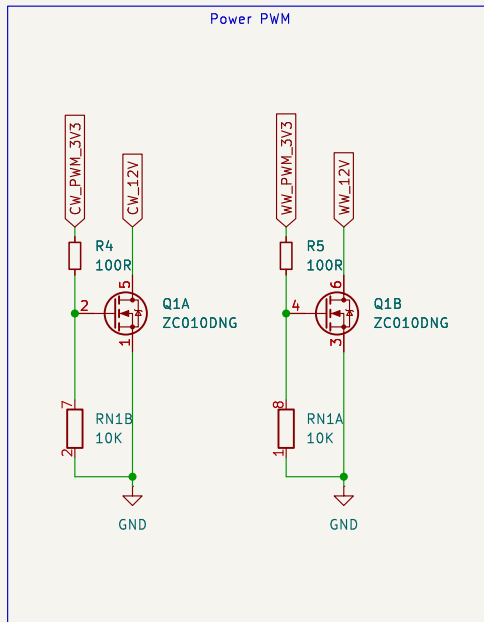 Power PWM
CW_PWM_3V3
CW_12V
WW_PWM_3V3
WW_12V
R4
100R
R5
100R
5
2
1
Q1A
ZC010DNG
6
4
3
Q1B
ZC010DNG
7
2
RN1B
10K
8
1
RN1A
10K
GND
GND